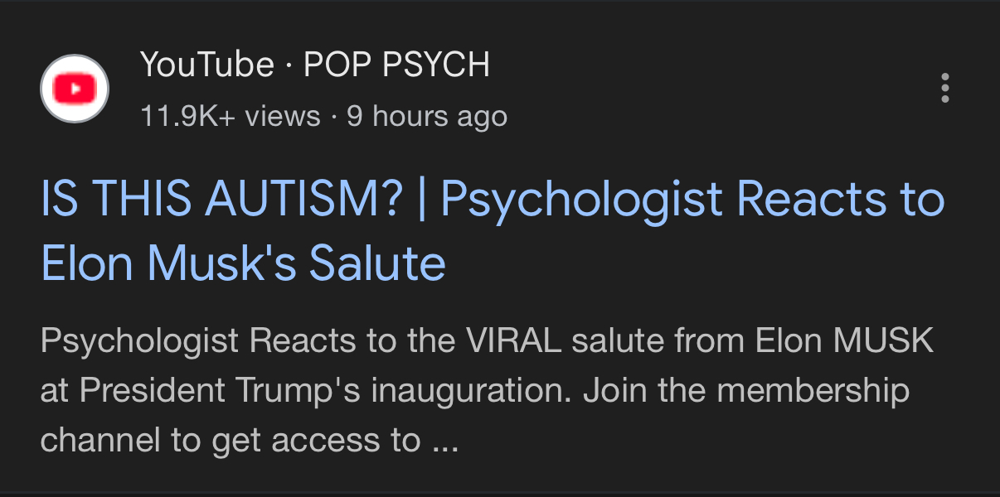 YouTube · POP PSYCH
11.9K+ views · 9 hours ago
IS THIS AUTISM? | Psychologist Reacts to
Elon Musk's Salute
Psychologist Reacts to the VIRAL salute from Elon MUSK
at President Trump's inauguration. Join the membership
channel to get access to ...